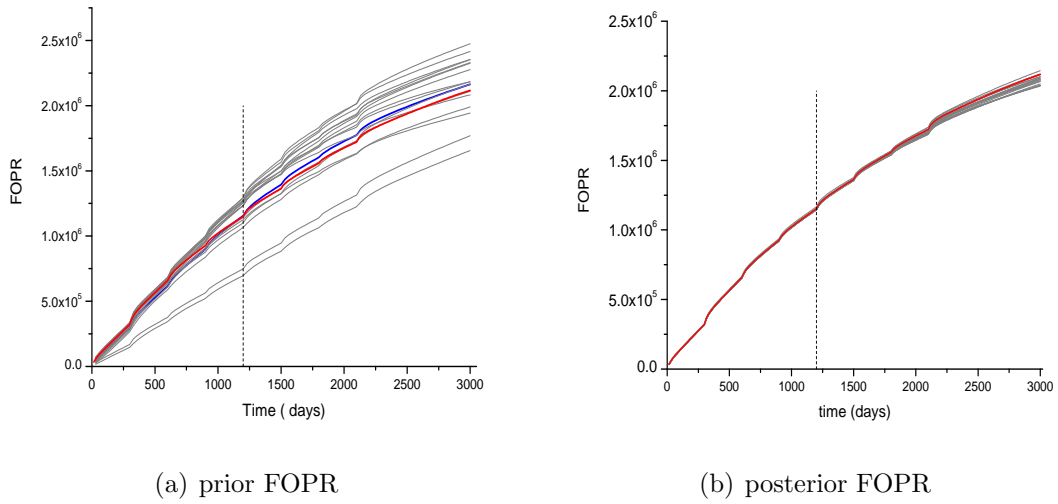 2.5x10⁶
2.0x10⁶
1.5x10⁶
1.0x10⁶
5.0x10⁵
0.0
FOPR
0 500 1000 1500 2000 2500 3000
Time ( days)
(a) prior FOPR
2.5x10⁶
2.0x10⁶
1.5x10⁶
1.0x10⁶
5.0x10⁵
0.0
FOPR
0 500 1000 1500 2000 2500 3000
time (days)
(b) posterior FOPR